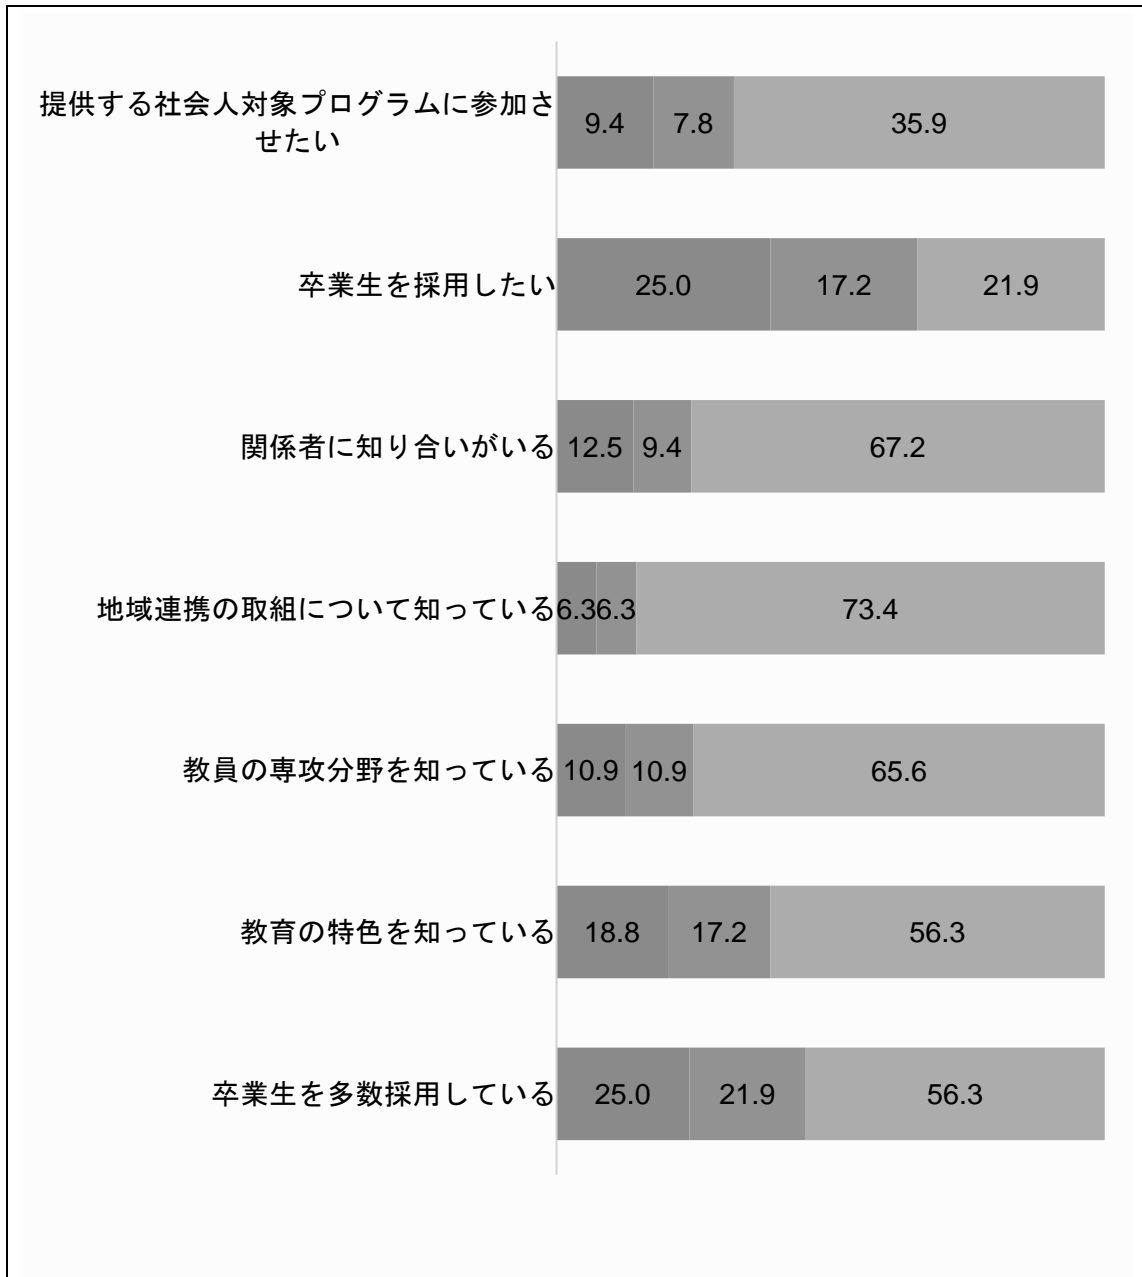 提供する社会人対象プログラムに参加さ
せたい
9.4 7.8 35.9
卒業生を採用したい 25.0 17.2 21.9
関係者に知り合いがいる 12.5 9.4 67.2
地域連携の取組について知っている 6.3 6.3 73.4
教員の専攻分野を知っている 10.9 10.9 65.6
教育の特色を知っている 18.8 17.2 56.3
卒業生を多数採用している 25.0 21.9 56.3